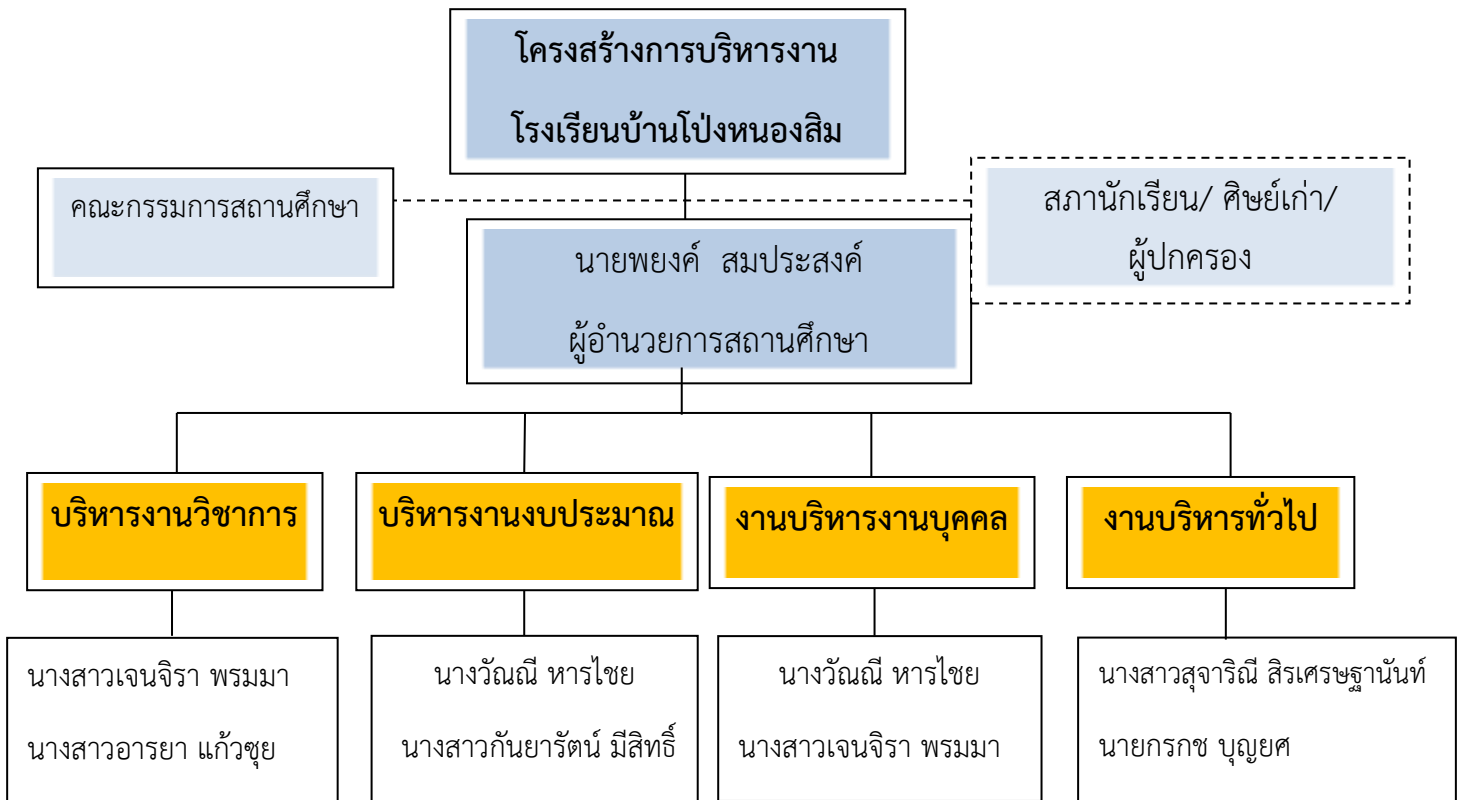 โครงสร้างการบริหารงาน
โรงเรียนบ้านโป่งหนองสิม
คณะกรรมการสถานศึกษา
สภานักเรียน/ ศิษย์เก่า/
ผู้ปกครอง
นายพยงค์  สมประสงค์
ผู้อำนวยการสถานศึกษา
บริหารงานวิชาการ
บริหารงานงบประมาณ
งานบริหารงานบุคคล
งานบริหารทั่วไป
นางสาวเจนจิรา พรมมา
นางสาวอารยา แก้วซุย
นางวัณณี หารไชย
นางสาวกันยารัตน์ มีสิทธิ์
นางวัณณี หารไชย
นางสาวเจนจิรา พรมมา
นางสาวสุจาริณี สิรเศรษฐานันท์
นายกรกช บุญยศ